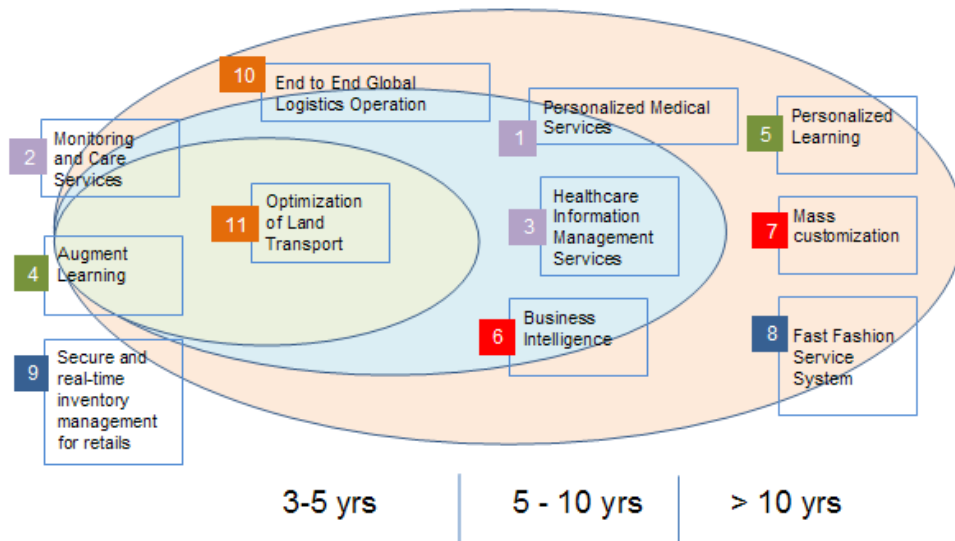 10
End to End Global
Logistics Operation
1
Personalized Medical
Services
5
Personalized
Learning
2
Monitoring
and Care
Services
11
Optimization
of Land
Transport
3
Healthcare
Information
Management
Services
7
Mass
customization
4
Augment
Learning
6
Business
Intelligence
8
Fast Fashion
Service
System
9
Secure and
real-time
inventory
management
for retails
3-5 yrs
5 - 10 yrs
> 10 yrs